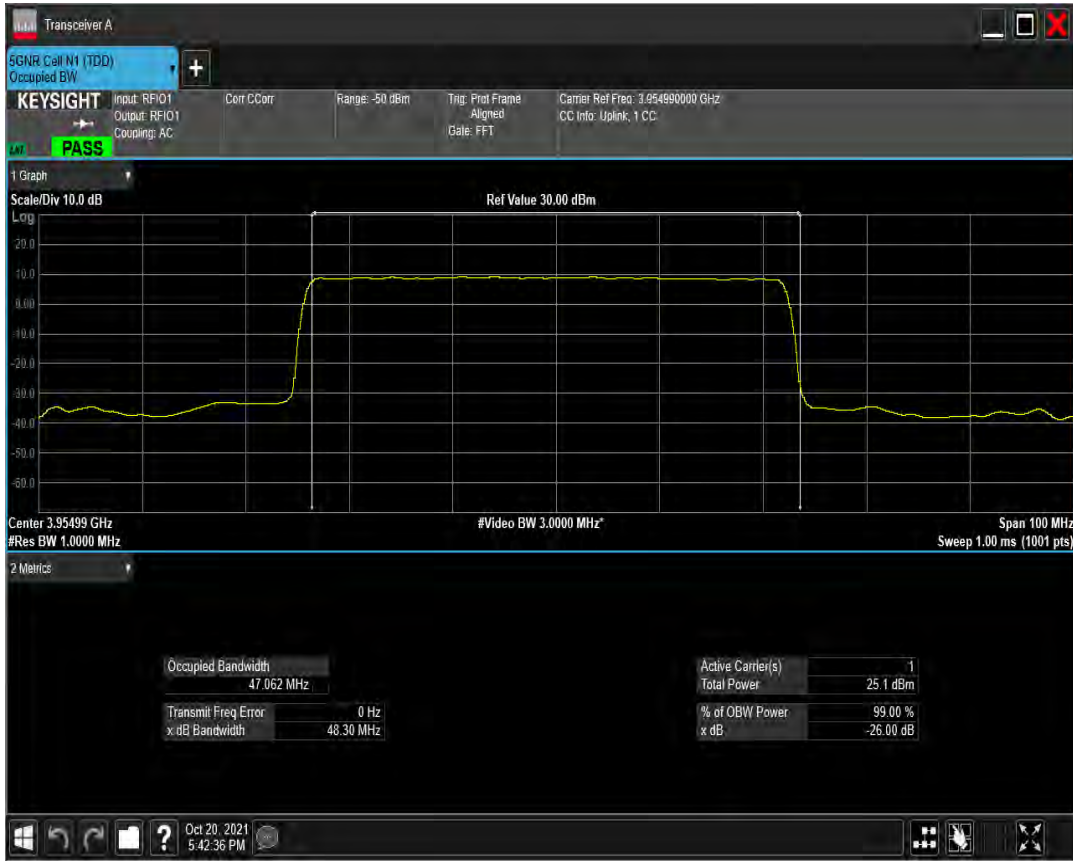 Transceiver A
5GNR Cell N1 (TDD)
Occupied BW
KEYSIGHT
Input: RFIO1
Output: RFIO1
Coupling: AC
Corr CCorr
Range: -50 dBm
Trig: Prot Frame
Aligned
Gate: FFT
Carrier Ref Freq: 3.954990000 GHz
CC Info: Uplink, 1 CC
PASS
1 Graph
Scale/Div 10.0 dB
Ref Value 30.00 dBm
Log
20.0
10.0
0.00
-10.0
-20.0
-30.0
-40.0
-50.0
-60.0
Center 3.95499 GHz
#Video BW 3.0000 MHz*
Span 100 MHz
#Res BW 1.0000 MHz
Sweep 1.00 ms (1001 pts)
2 Metrics
Occupied Bandwidth
47.062 MHz
Transmit Freq Error 0 Hz
x dB Bandwidth 48.30 MHz
Active Carrier(s) 1
Total Power 25.1 dBm
% of OBW Power 99.00 %
x dB -26.00 dB
?
Oct 20, 2021
5:42:36 PM